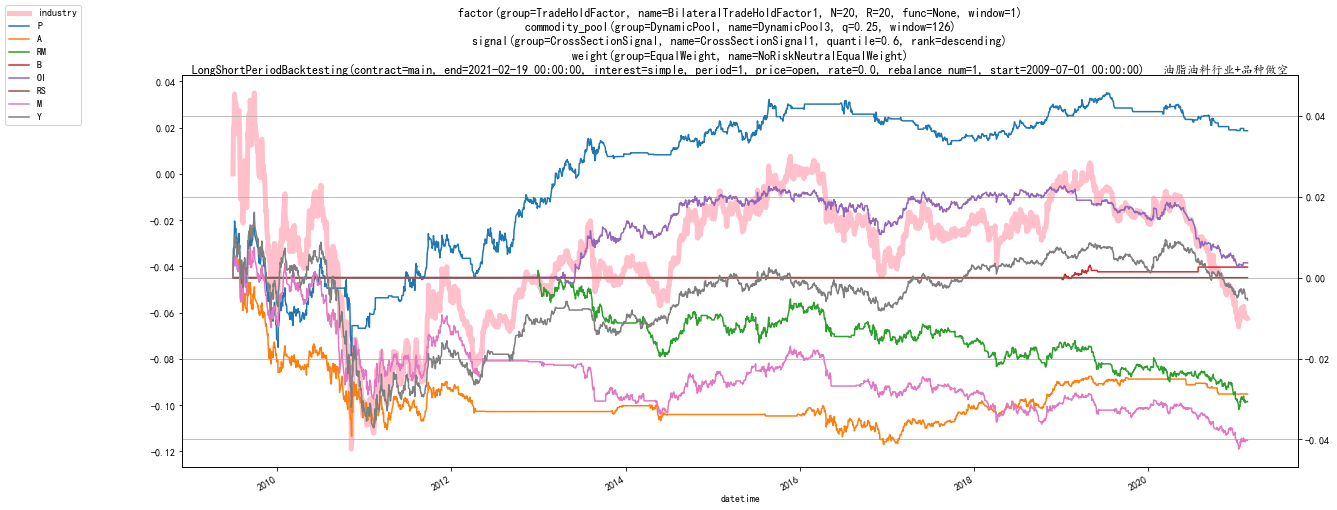 industry
P
A
RM
B
OI
RS
M
Y
factor(group=TradeHoldFactor, name=BilateralTradeHoldFactor1, N=20, R=20, func=None, window=1)
commodity_pool(group=DynamicPool, name=DynamicPool3, q=0.25, window=126)
signal(group=CrossSectionSignal, name=CrossSectionSignal1, quantile=0.6, rank=descending)
weight(group=EqualWeight, name=NoRiskNeutralEqualWeight)
LongShortPeriodBacktesting(contract=main, end=2021-02-19 00:00:00, interest=simple, period=1, price=open, rate=0.0, rebalance_num=1, start=2009-07-01 00:00:00) 油脂油料行业+品种做空
0.04
0.02
0.00
−0.02
−0.04
−0.06
−0.08
−0.10
−0.12
0.04
0.02
0.00
−0.02
−0.04
2010
2012
2014
2016
2018
2020
datetime